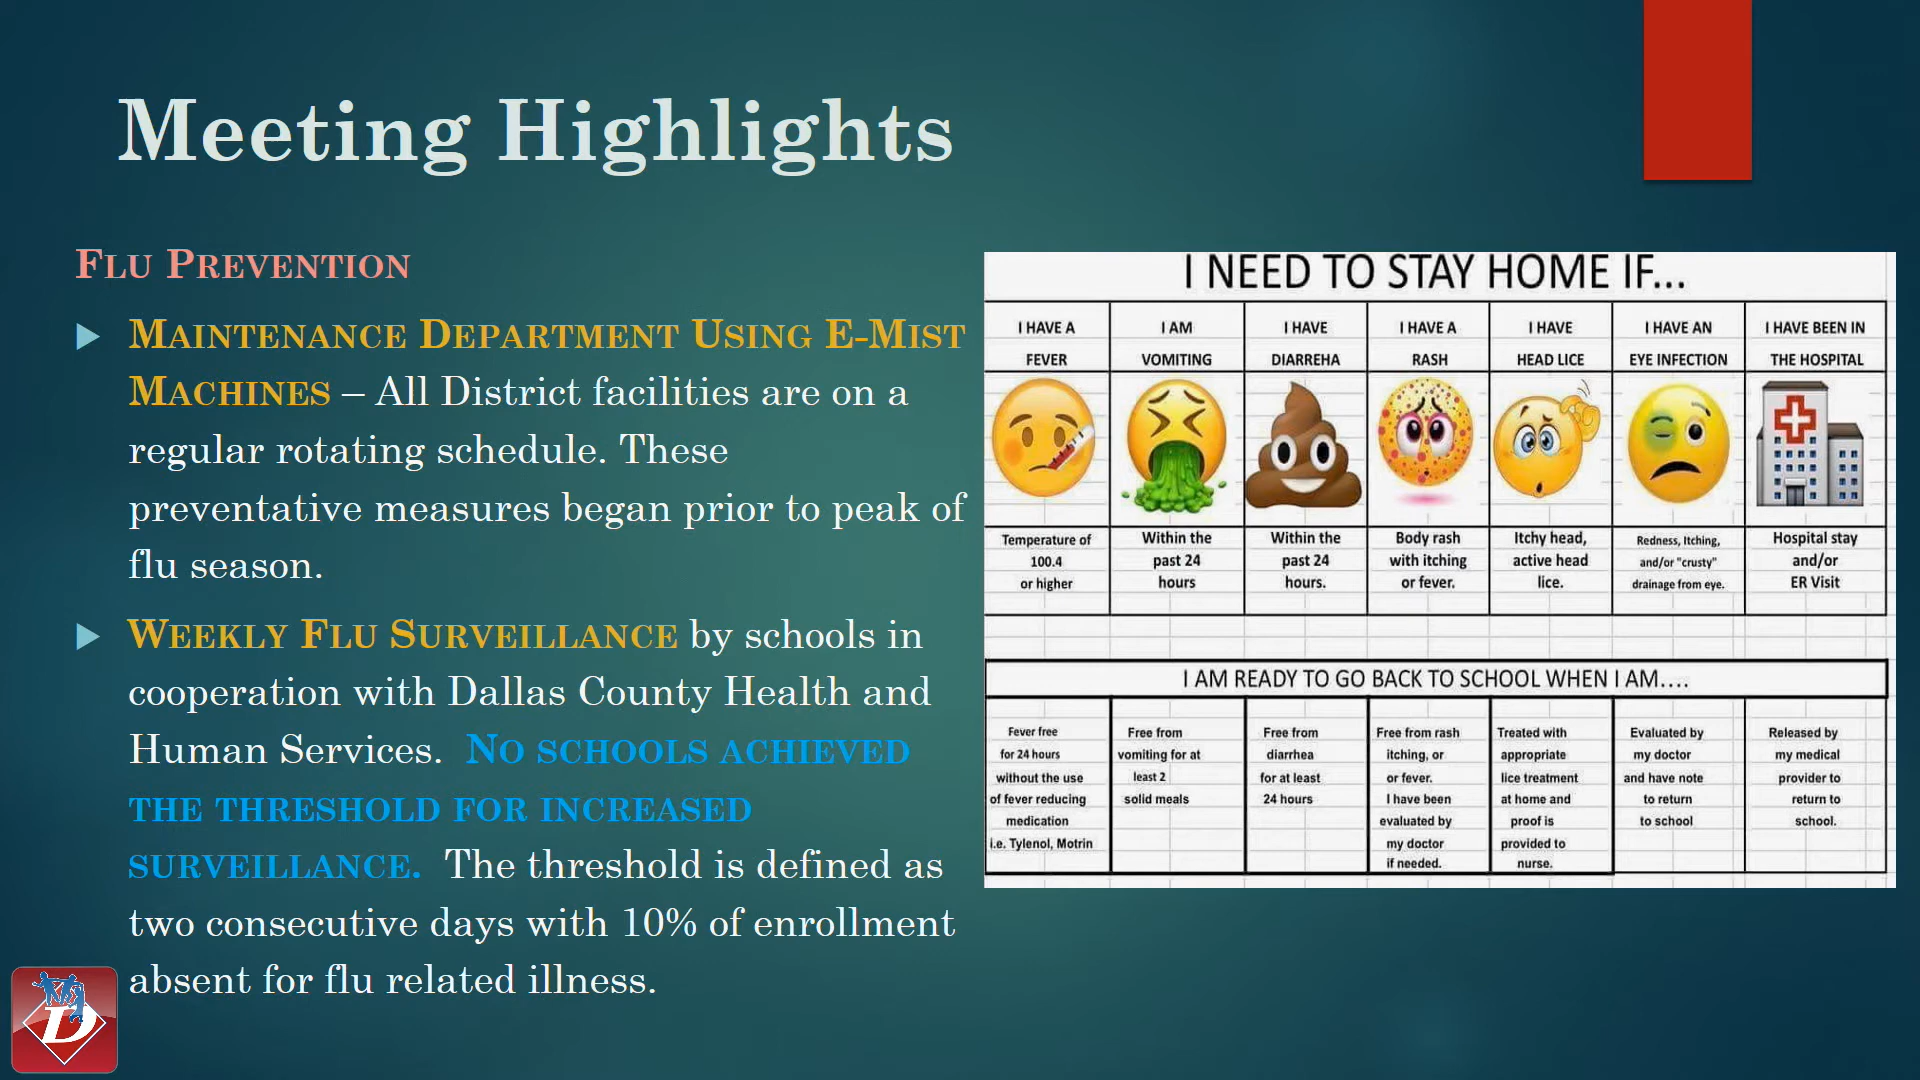 Meeting Highlights
FLU PREVENTION
MAINTENANCE DEPARTMENT USING E-MIST
MACHINES – All District facilities are on a
regular rotating schedule. These
preventative measures began prior to peak of
flu season.
WEEKLY FLU SURVEILLANCE by schools in
cooperation with Dallas County Health and
Human Services. NO SCHOOLS ACHIEVED
THE THRESHOLD FOR INCREASED
SURVEILLANCE. The threshold is defined as
two consecutive days with 10% of enrollment
absent for flu related illness.
D
I NEED TO STAY HOME IF...
I HAVE A
FEVER
I AM
VOMITING
I HAVE
DIARREHA
I HAVE A
RASH
I HAVE
HEAD LICE
I HAVE AN
EYE INFECTION
I HAVE BEEN IN
THE HOSPITAL
Temperature of
100.4
or higher
Within the
past 24
hours
Within the
past 24
hours.
Body rash
with itching
or fever.
Itchy head,
active head
lice.
Redness, Itching,
and/or "crusty"
drainage from eye.
Hospital stay
and/or
ER Visit
I AM READY TO GO BACK TO SCHOOL WHEN I AM....
Fever free
for 24 hours
without the use
of fever reducing
medication
i.e. Tylenol, Motrin
Free from
vomiting for at
least 2
solid meals
Free from
diarrhea
for at least
24 hours
Free from rash
itching, or
or fever.
I have been
evaluated by
my doctor
if needed.
Treated with
appropriate
lice treatment
at home and
proof is
provided to
nurse.
Evaluated by
my doctor
and have note
to return
to school
Released by
my medical
provider to
return to
school.